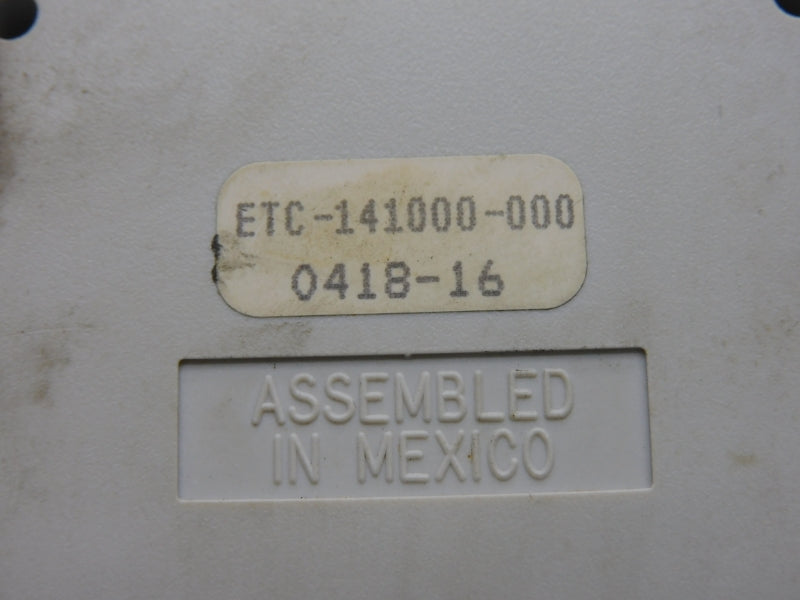 ETC-141000-000
0418-16
ASSEMBLED
IN MEXICO